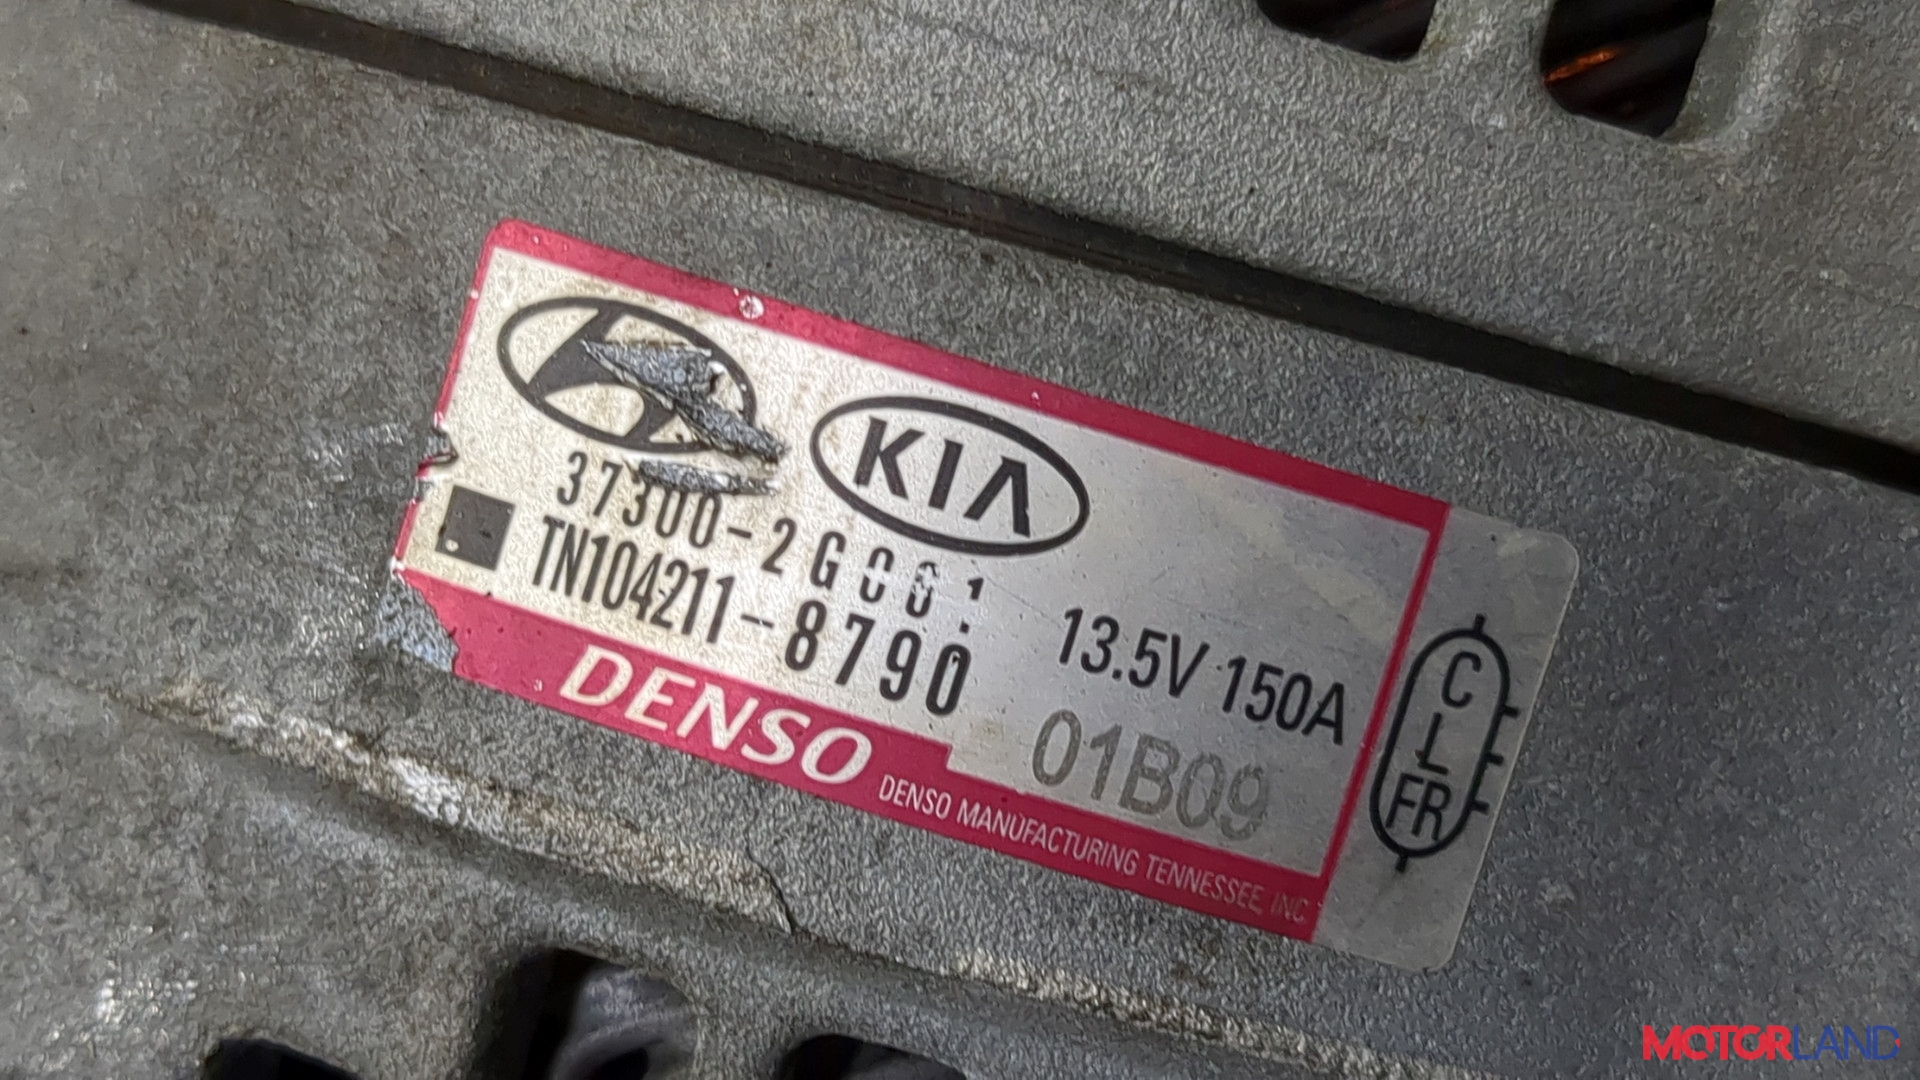 KIA
37300-2G001
TN104211-8790
13.5V 150A
01B09
DENSO
DENSO MANUFACTURING TENNESSEE, INC
C
L
FR
MOTORLAND